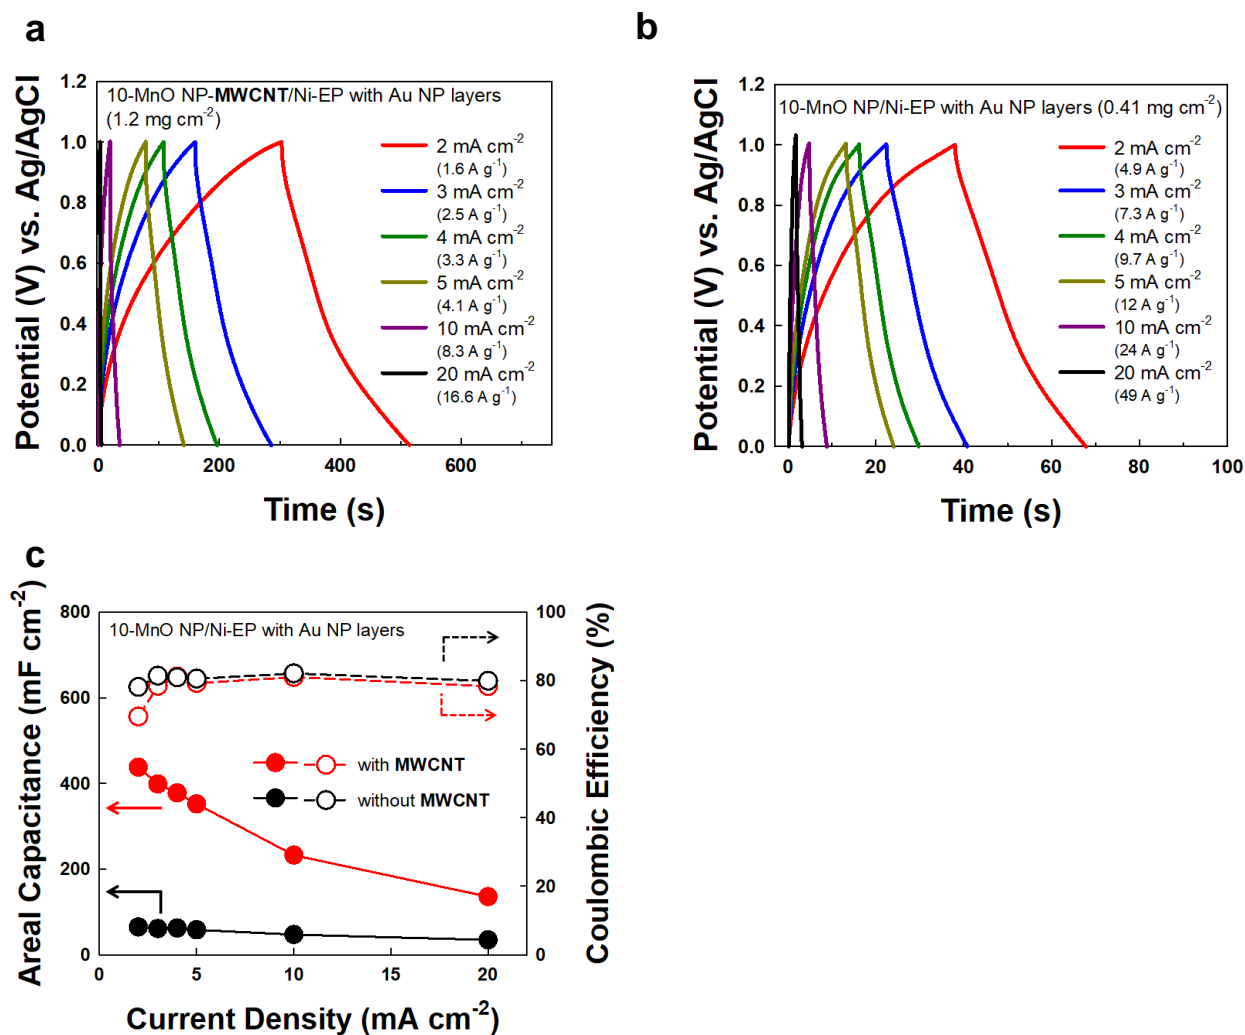 a
10-MnO NP-MWCNT/Ni-EP with Au NP layers
(1.2 mg cm⁻²)
2 mA cm⁻²
(1.6 A g⁻¹)
3 mA cm⁻²
(2.5 A g⁻¹)
4 mA cm⁻²
(3.3 A g⁻¹)
5 mA cm⁻²
(4.1 A g⁻¹)
10 mA cm⁻²
(8.3 A g⁻¹)
20 mA cm⁻²
(16.6 A g⁻¹)
Potential (V) vs. Ag/AgCl
1.2
1.0
0.8
0.6
0.4
0.2
0.0
0 200 400 600
Time (s)
b
10-MnO NP/Ni-EP with Au NP layers (0.41 mg cm⁻²)
2 mA cm⁻²
(4.9 A g⁻¹)
3 mA cm⁻²
(7.3 A g⁻¹)
4 mA cm⁻²
(9.7 A g⁻¹)
5 mA cm⁻²
(12 A g⁻¹)
10 mA cm⁻²
(24 A g⁻¹)
20 mA cm⁻²
(49 A g⁻¹)
Potential (V) vs. Ag/AgCl
1.2
1.0
0.8
0.6
0.4
0.2
0.0
0 20 40 60 80 100
Time (s)
c
10-MnO NP/Ni-EP with Au NP layers
with MWCNT
without MWCNT
Areal Capacitance (mF cm⁻²)
800
600
400
200
0
Coulombic Efficiency (%)
100
80
60
40
20
0
0 5 10 15 20
Current Density (mA cm⁻²)